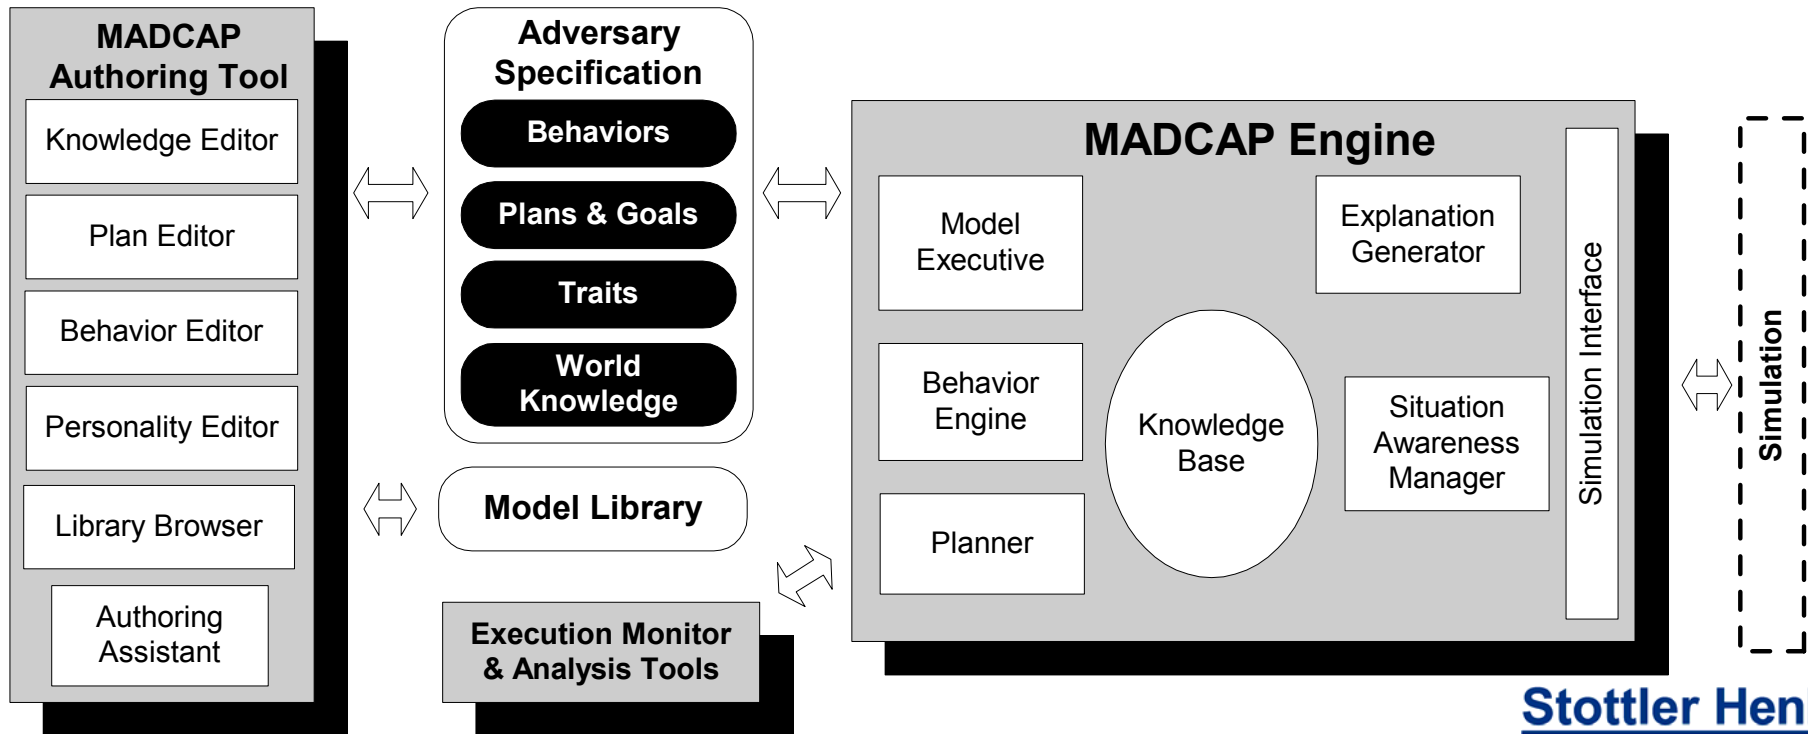 MADCAP
Authoring Tool
Knowledge Editor
Plan Editor
Behavior Editor
Personality Editor
Library Browser
Authoring
Assistant
Adversary
Specification
Behaviors
Plans & Goals
Traits
World
Knowledge
Model Library
Execution Monitor
& Analysis Tools
MADCAP Engine
Model
Executive
Behavior
Engine
Planner
Knowledge
Base
Explanation
Generator
Situation
Awareness
Manager
Simulation Interface
Simulation
Stottler Hen